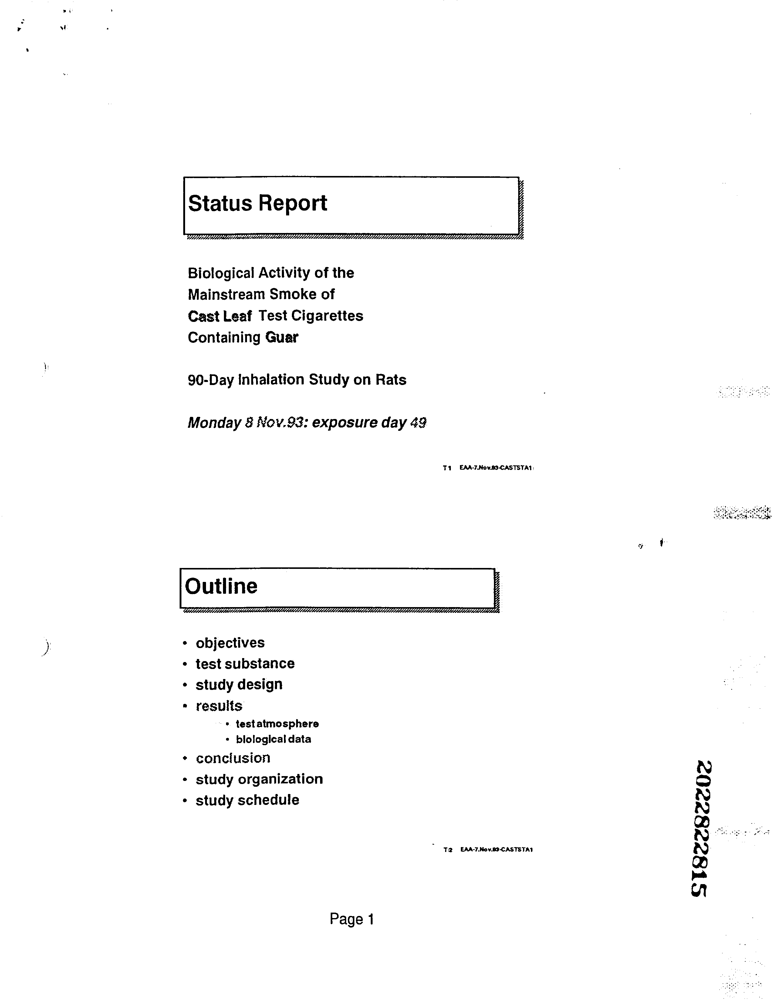 Status Report
Biological Activity of the
Mainstream Smoke of
Cast Leaf Test Cigarettes
Containing Guar
90-Day Inhalation Study on Rats
Monday 8 Nov.93: exposure day 49
T1 EAA-7.Nov.93-CASTSTA1
Outline
• objectives
• test substance
• study design
• results
• test atmosphere
• biological data
• conclusion
• study organization
• study schedule
T2 EAA-7.Nov.93-CASTSTA1
Page 1
2022822815